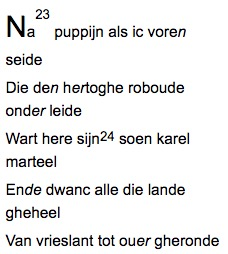 Na23 puppijn als ic voren
seide
Die den hertoghe roboude
onder leide
Wart here sijn24 soen karel
marteel
Ende dwanc alle die lande
gheheel
Van vrieslant tot ouer gheronde